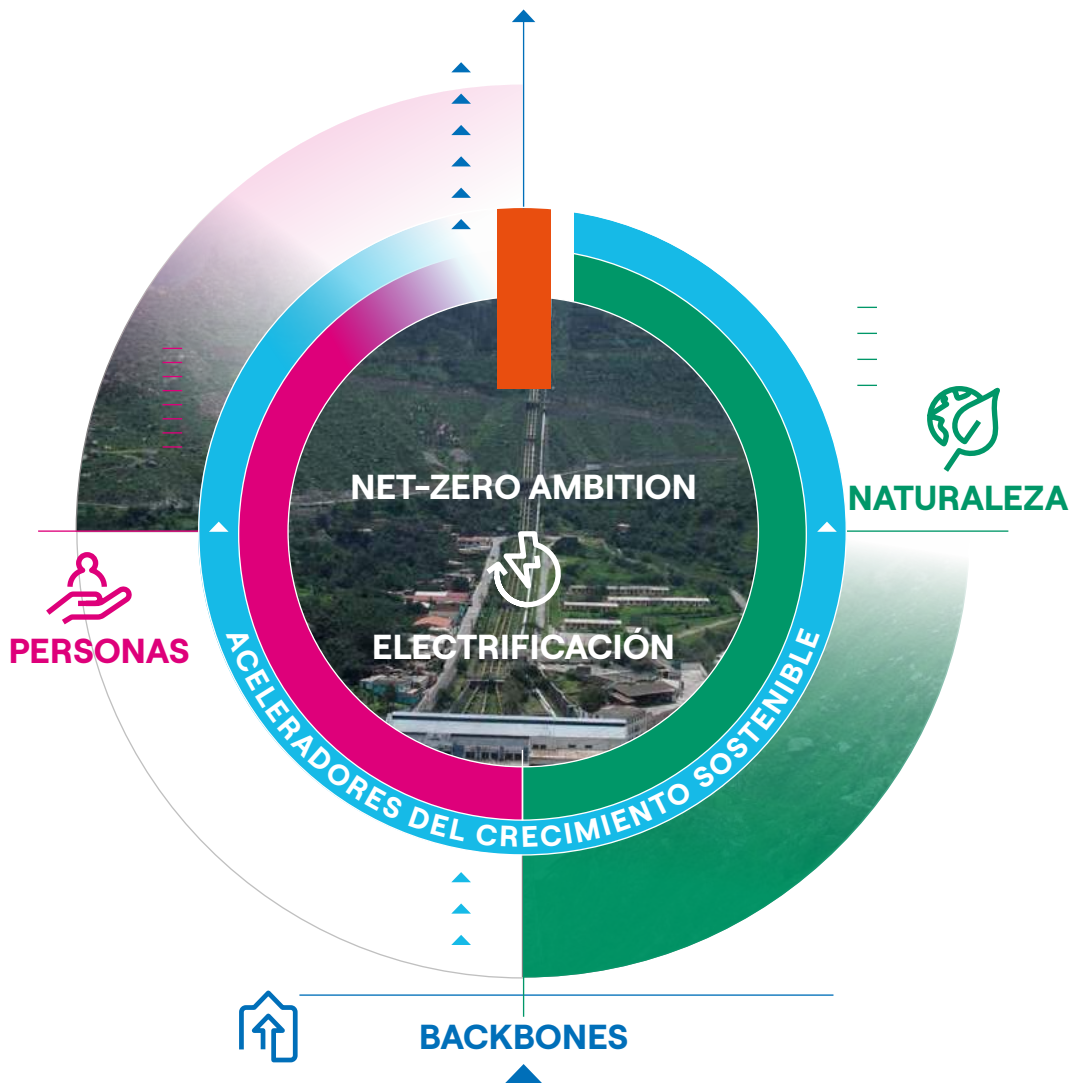 NET-ZERO AMBITION
NATURALEZA
ELECTRIFICACIÓN
PERSONAS
ACELERADORES DEL CRECIMIENTO SOSTENIBLE
BACKBONES